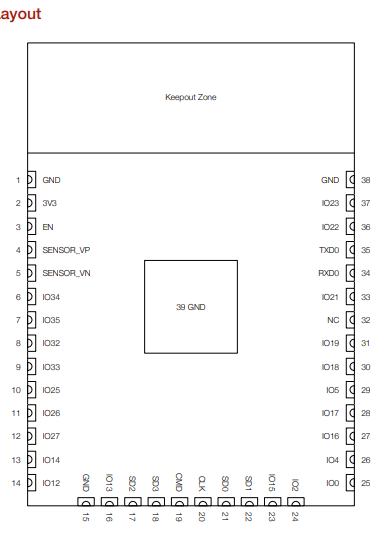 ayout
Keepout Zone
1 GND GND 38
2 3V3 IO23 37
3 EN IO22 36
4 SENSOR_VP TXD0 35
5 SENSOR_VN RXD0 34
6 IO34 IO21 33
39 GND
7 IO35 NC 32
8 IO32 IO19 31
9 IO33 IO18 30
10 IO25 IO5 29
11 IO26 IO17 28
12 IO27 IO16 27
13 IO14 IO4 26
14 IO12 IO0 25
GND IO13 SD2 SD3 CMD CLK SD0 SD1 IO15 IO2
15 16 17 18 19 20 21 22 23 24